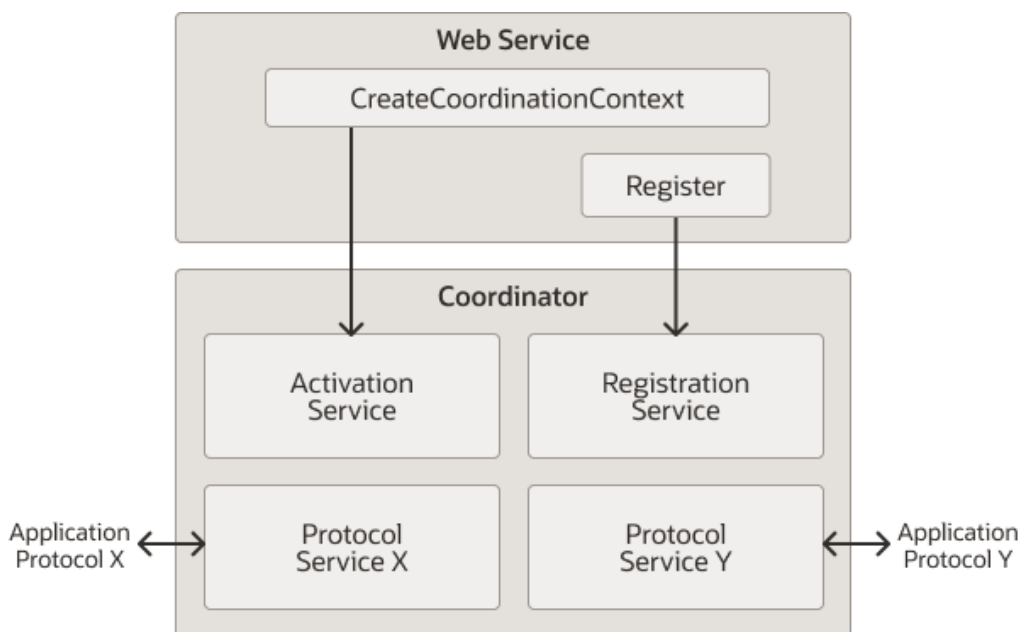 Web Service
CreateCoordinationContext
Register
Coordinator
Activation
Service
Registration
Service
Application
Protocol X
Protocol
Service X
Protocol
Service Y
Application
Protocol Y